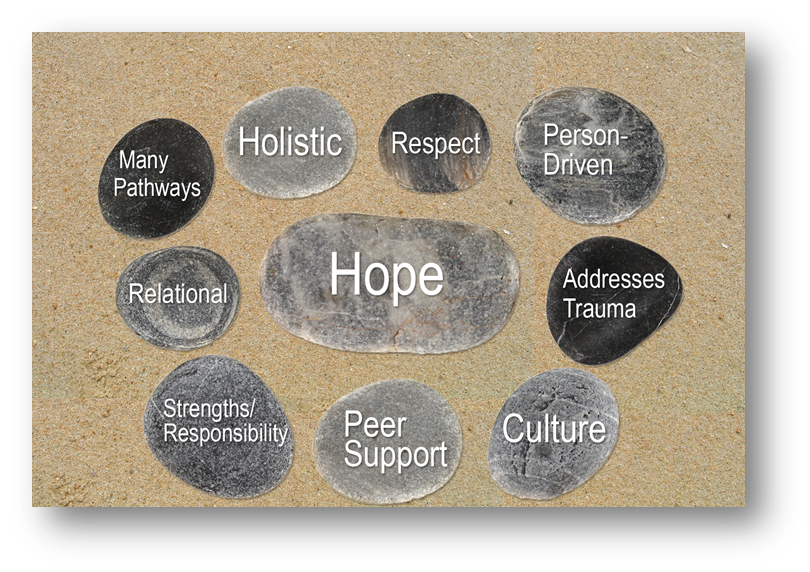 Many
Pathways
Holistic
Respect
Person-
Driven
Relational
Hope
Addresses
Trauma
Strengths/
Responsibility
Peer
Support
Culture